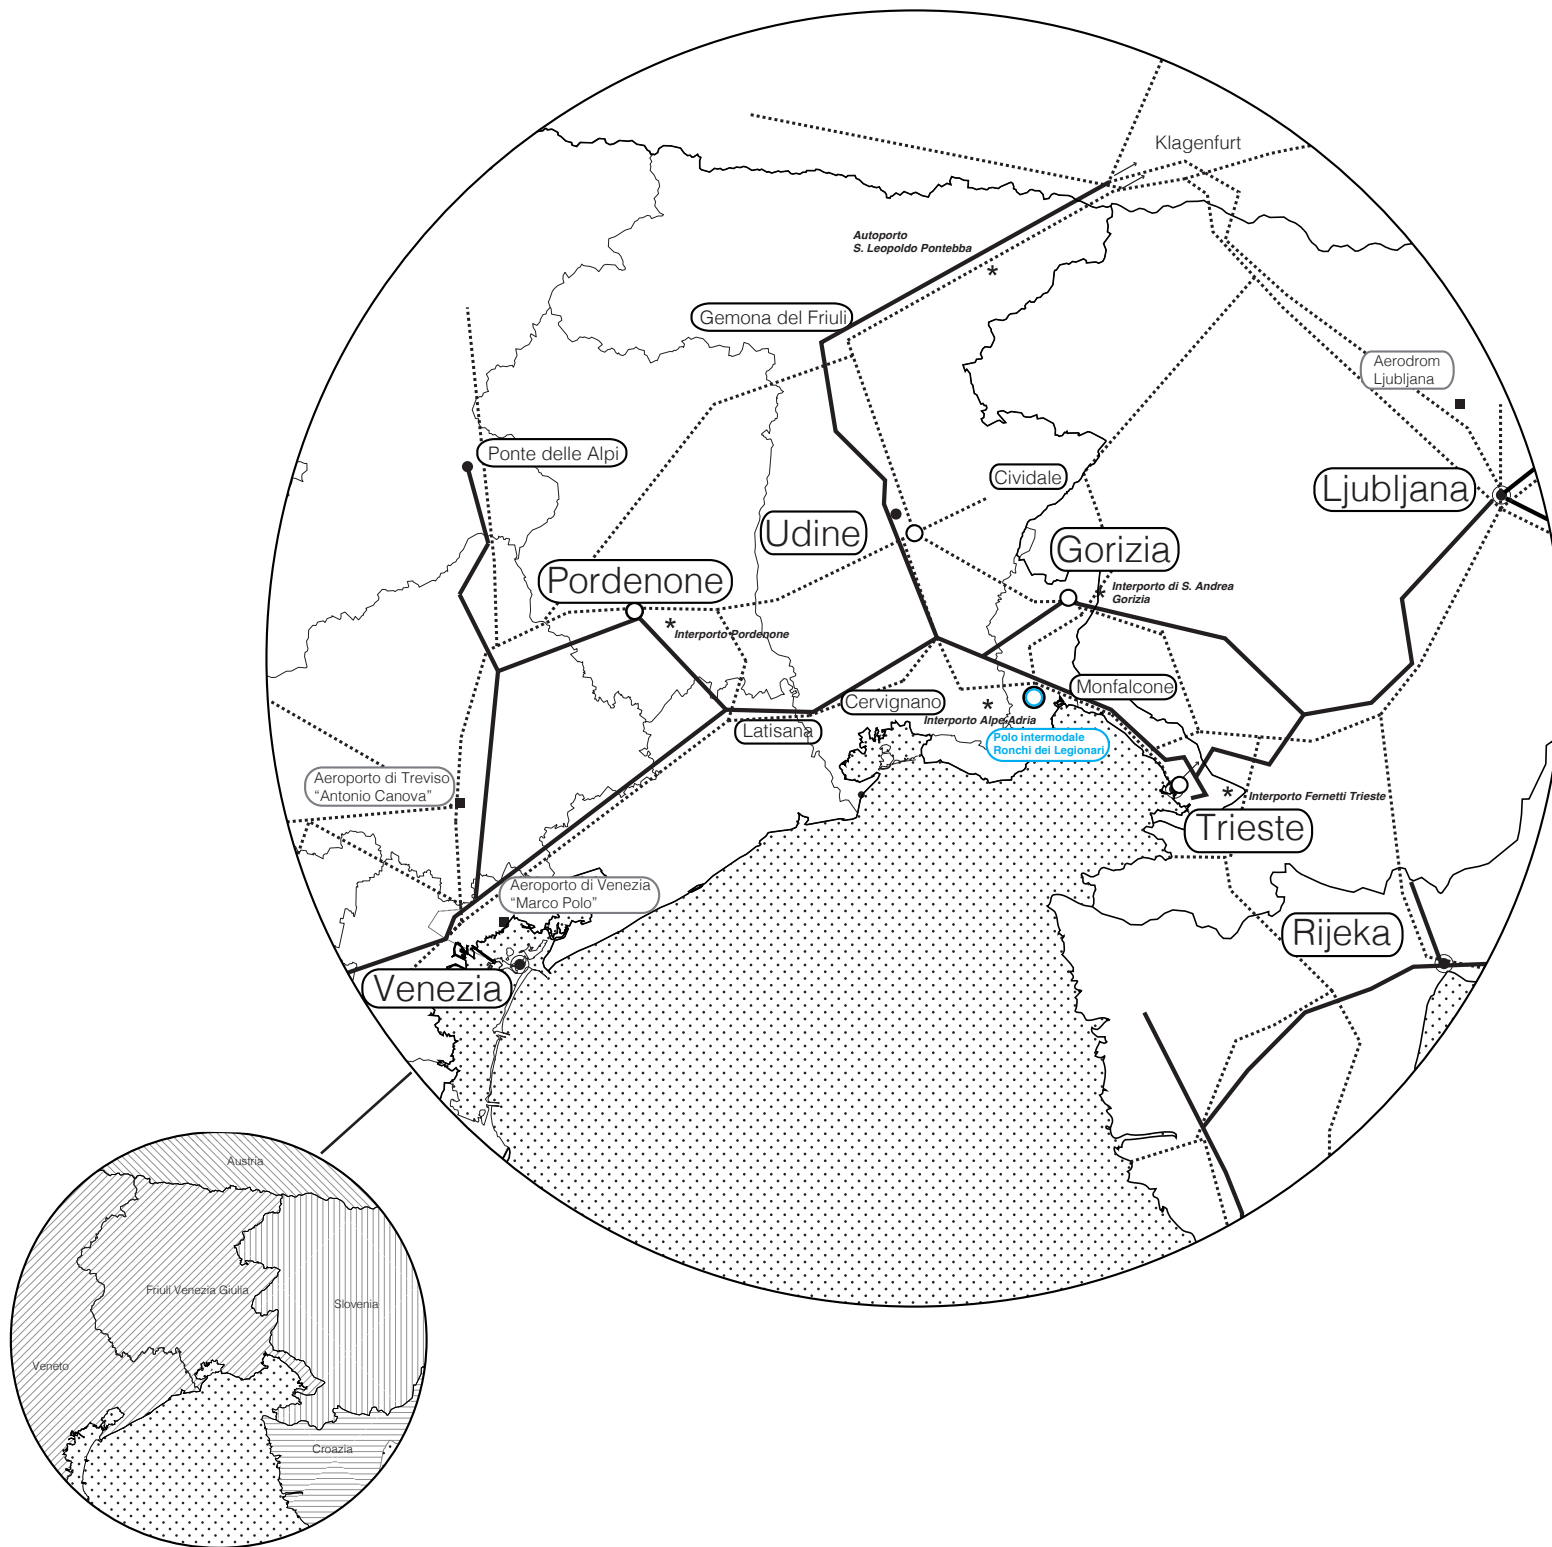 Klagenfurt
Autoporto
S. Leopoldo Pontebba
Gemona del Friuli
Aerodrom
Ljubljana
Ponte delle Alpi
Cividale
Ljubljana
Udine
Gorizia
Pordenone
Interporto di S. Andrea
Gorizia
Interporto Pordenone
Monfalcone
Cervignano
Interporto Alpe Adria
Latisana
Polo intermodale
Ronchi dei Legionari
Aeroporto di Treviso
“Antonio Canova”
Interporto Fernetti Trieste
Trieste
Aeroporto di Venezia
“Marco Polo”
Rijeka
Venezia
Austria
Friuli Venezia Giulia
Slovenia
Veneto
Croazia